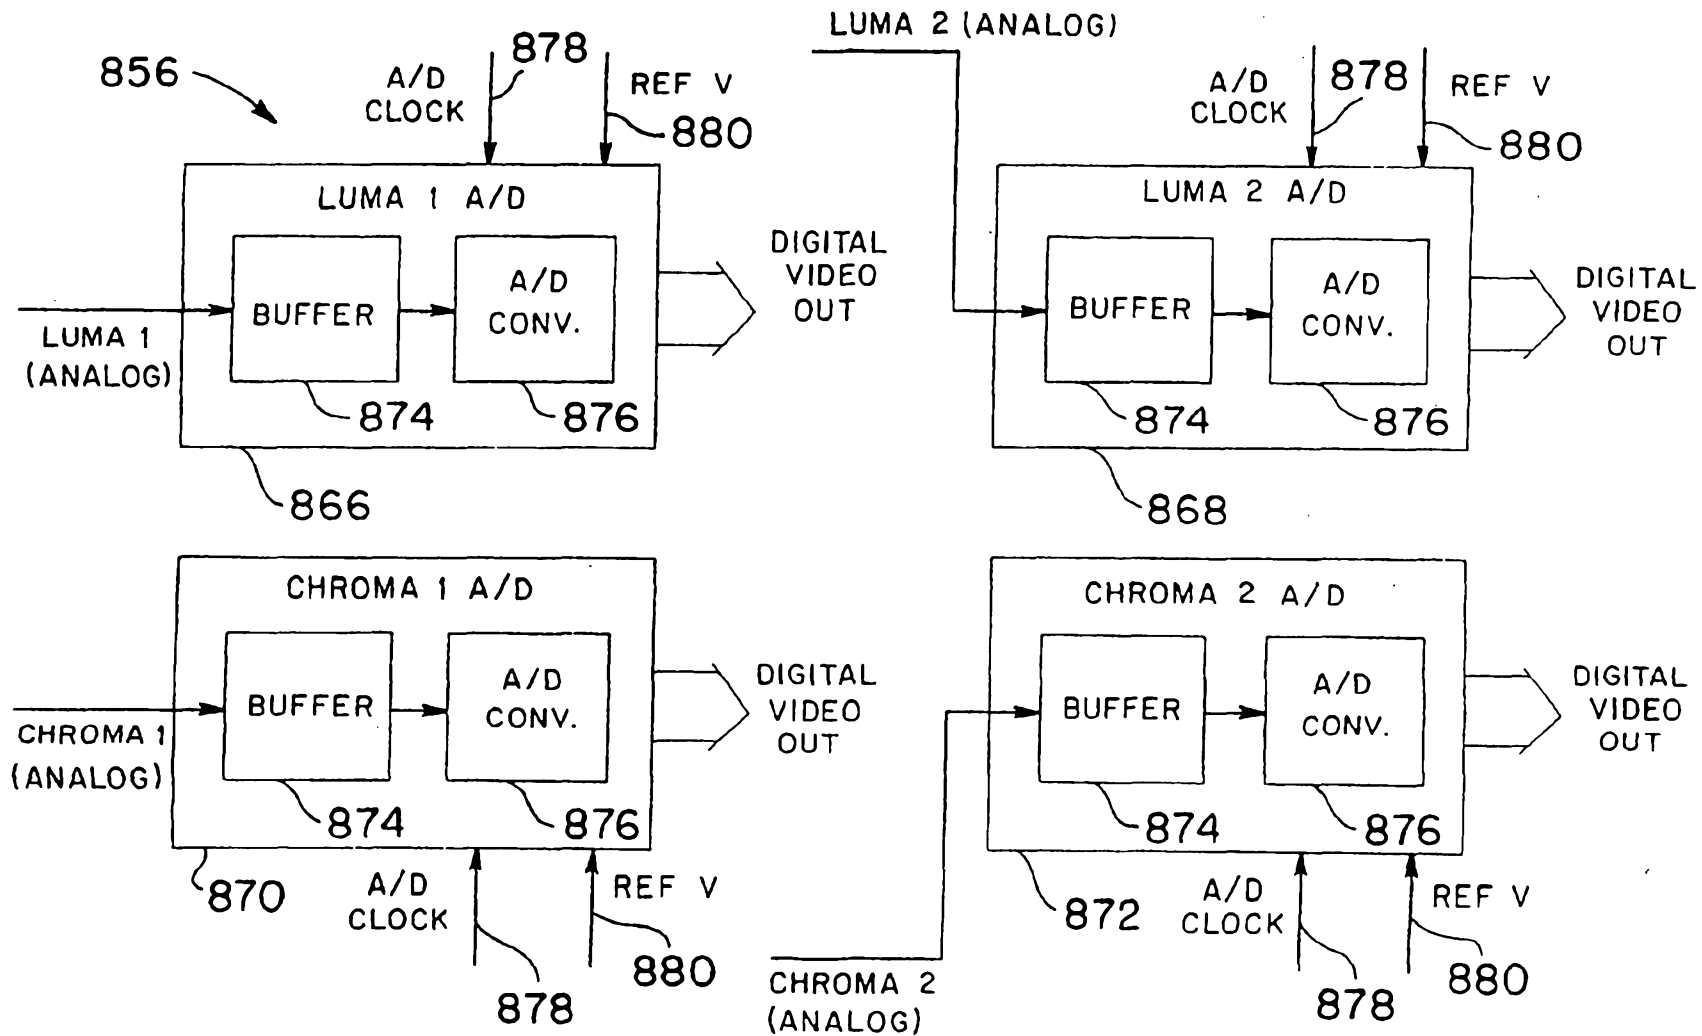 856
878
A/D
CLOCK
REF V
880
LUMA 1 A/D
BUFFER
A/D
CONV.
DIGITAL
VIDEO
OUT
LUMA 1
(ANALOG)
874
876
866
LUMA 2 (ANALOG)
A/D
CLOCK
878
REF V
880
LUMA 2 A/D
BUFFER
A/D
CONV.
DIGITAL
VIDEO
OUT
874
876
868
CHROMA 1 A/D
BUFFER
A/D
CONV.
DIGITAL
VIDEO
OUT
CHROMA 1
(ANALOG)
874
876
870
A/D
CLOCK
REF V
878
880
CHROMA 2 A/D
BUFFER
A/D
CONV.
DIGITAL
VIDEO
OUT
874
876
872
A/D
CLOCK
REF V
880
878
CHROMA 2
(ANALOG)